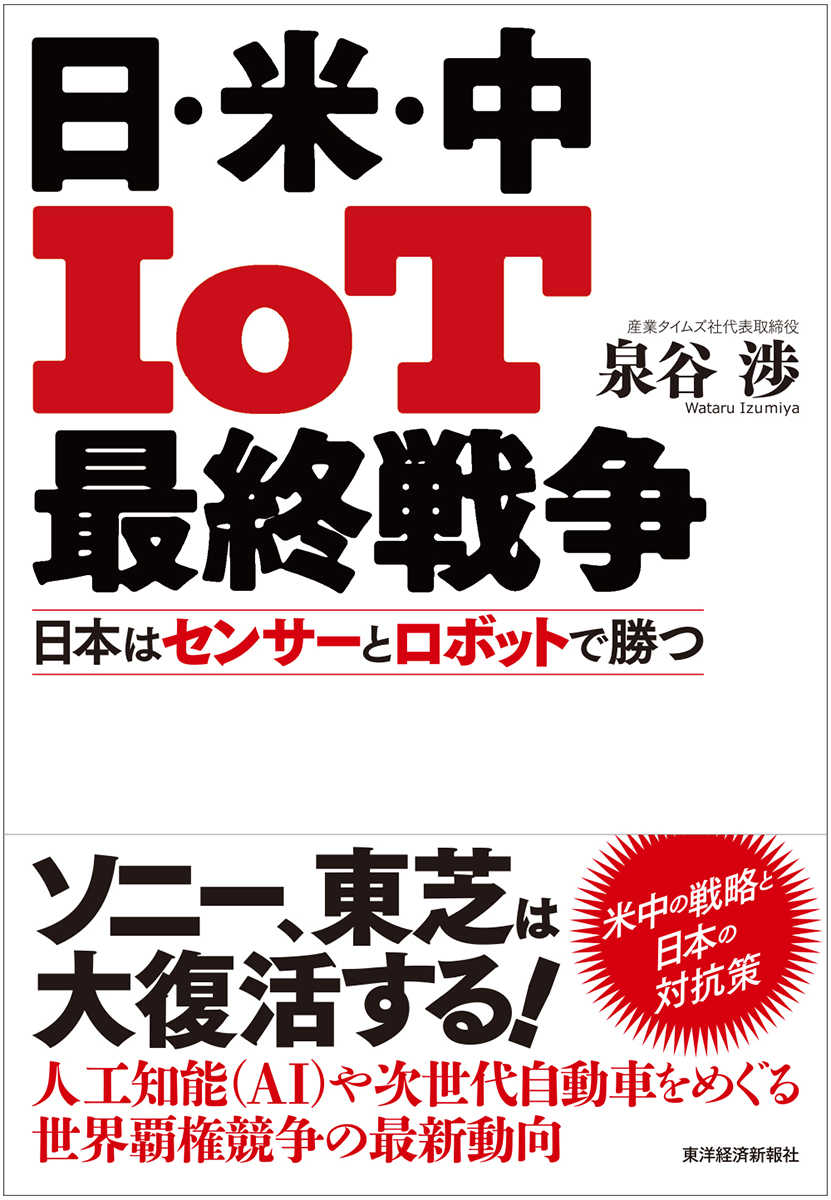 日・米・中
IoT
産業タイムズ社代表取締役
泉谷 渉
Wataru Izumiya
最終戦争
日本はセンサーとロボットで勝つ
ソニー、東芝は
大復活する!
米中の戦略と
日本の
対抗策
人工知能(AI)や次世代自動車をめぐる
世界覇権競争の最新動向
東洋経済新報社